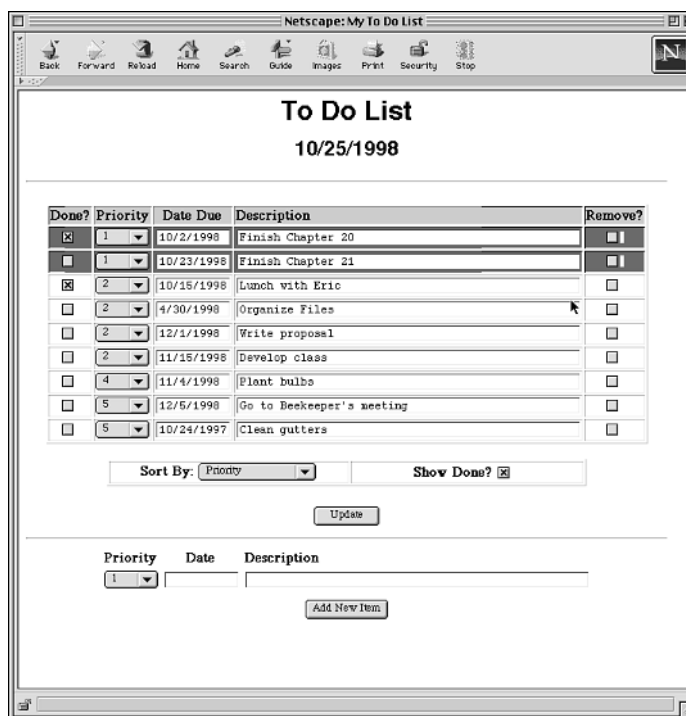 Netscape: My To Do List
Back Forward Reload Home Search Guide Images Print Security Stop
N
To Do List
10/25/1998
Done? Priority Date Due Description Remove?
1 10/2/1998 Finish Chapter 20
1 10/23/1998 Finish Chapter 21
2 10/15/1998 Lunch with Eric
2 4/30/1998 Organize Files
2 12/1/1998 Write proposal
2 11/15/1998 Develop class
4 11/4/1998 Plant bulbs
5 12/5/1998 Go to Beekeeper's meeting
5 10/24/1997 Clean gutters
Sort By: Priority Show Done?
Update
Priority Date Description
1
Add New Item